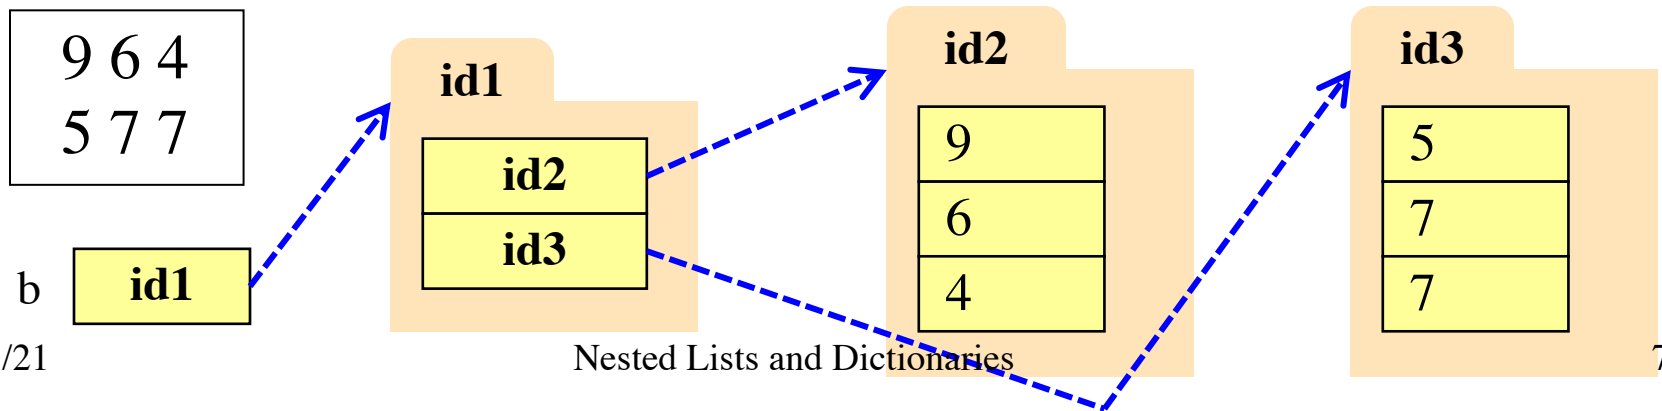 9 6 4
5 7 7
b
id1
id1
id2
id3
id2
9
6
4
id3
5
7
7
/21
Nested Lists and Dictionaries
7